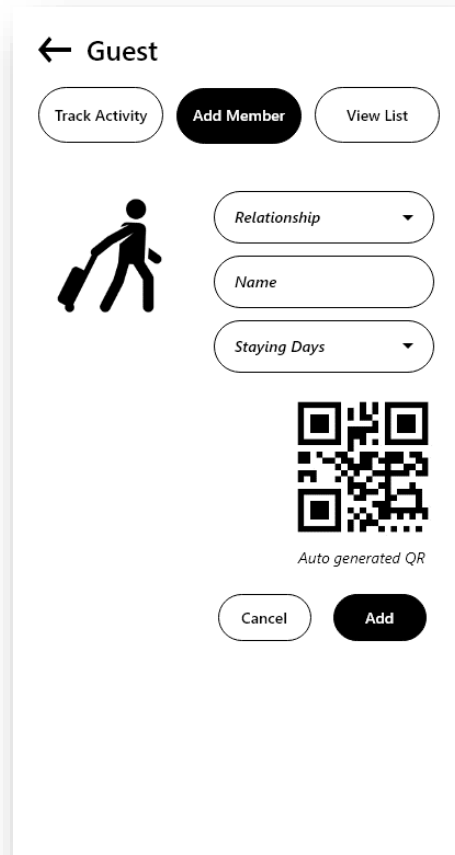 Guest
Track Activity
Add Member
View List
Relationship
Name
Staying Days
Auto generated QR
Cancel
Add